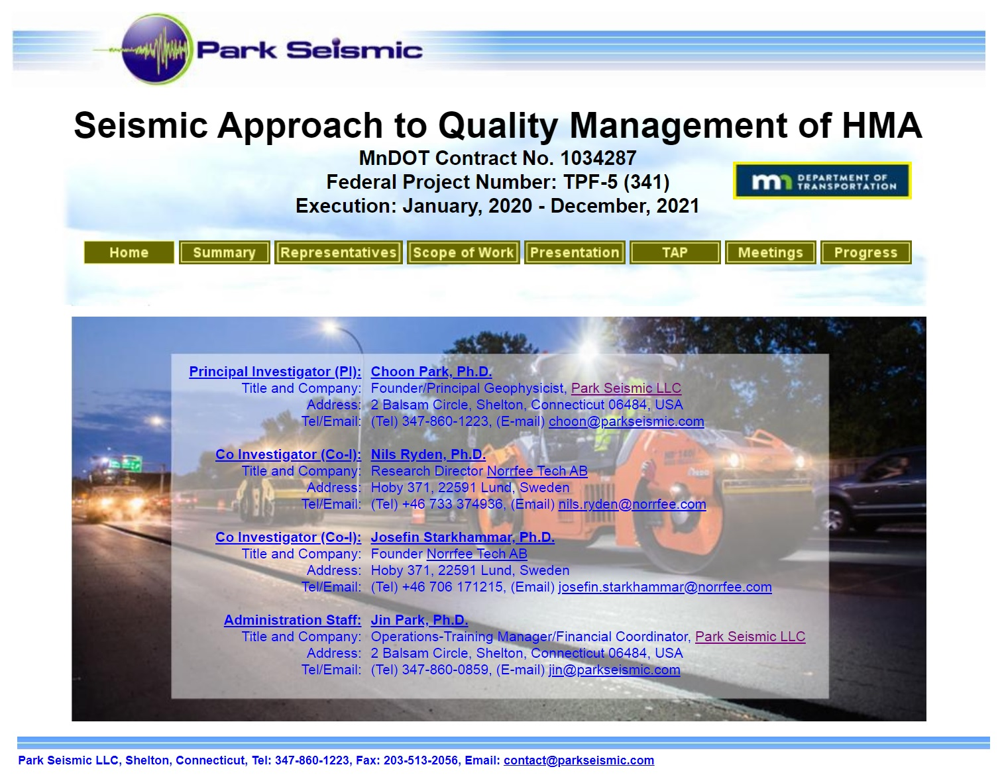 Park Seismic
Seismic Approach to Quality Management of HMA
MnDOT Contract No. 1034287
Federal Project Number: TPF-5 (341)
Execution: January, 2020 - December, 2021
mn DEPARTMENT OF TRANSPORTATION
Home Summary Representatives Scope of Work Presentation TAP Meetings Progress
Principal Investigator (PI): Choon Park, Ph.D.
Title and Company: Founder/Principal Geophysicist, Park Seismic LLC
Address: 2 Balsam Circle, Shelton, Connecticut 06484, USA
Tel/Email: (Tel) 347-860-1223, (E-mail) choon@parkseismic.com
Co Investigator (Co-I): Nils Ryden, Ph.D.
Title and Company: Research Director Norrfee Tech AB
Address: Hoby 371, 22591 Lund, Sweden
Tel/Email: (Tel) +46 733 374936, (Email) nils.ryden@norrfee.com
Co Investigator (Co-I): Josefin Starkhammar, Ph.D.
Title and Company: Founder Norrfee Tech AB
Address: Hoby 371, 22591 Lund, Sweden
Tel/Email: (Tel) +46 706 171215, (Email) josefin.starkhammar@norrfee.com
Administration Staff: Jin Park, Ph.D.
Title and Company: Operations-Training Manager/Financial Coordinator, Park Seismic LLC
Address: 2 Balsam Circle, Shelton, Connecticut 06484, USA
Tel/Email: (Tel) 347-860-0859, (E-mail) jin@parkseismic.com
Park Seismic LLC, Shelton, Connecticut, Tel: 347-860-1223, Fax: 203-513-2056, Email: contact@parkseismic.com